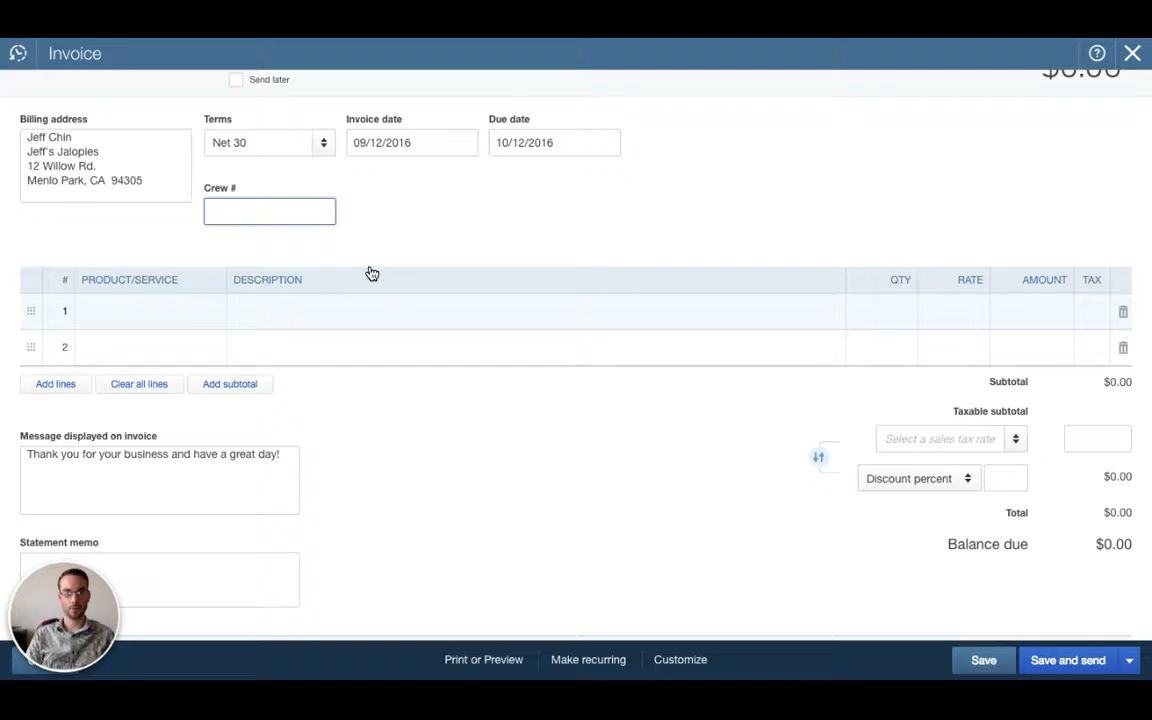 Invoice
$0.00
Send later
Billing address
Terms
Invoice date
Due date
Jeff Chin
Jeff's Jalopies
12 Willow Rd.
Menlo Park, CA 94305
Net 30
09/12/2016
10/12/2016
Crew #
# PRODUCT/SERVICE DESCRIPTION QTY RATE AMOUNT TAX
1
2
Add lines
Clear all lines
Add subtotal
Subtotal $0.00
Taxable subtotal
Select a sales tax rate
Discount percent
$0.00
Total $0.00
Balance due $0.00
Message displayed on invoice
Thank you for your business and have a great day!
Statement memo
Print or Preview
Make recurring
Customize
Save
Save and send